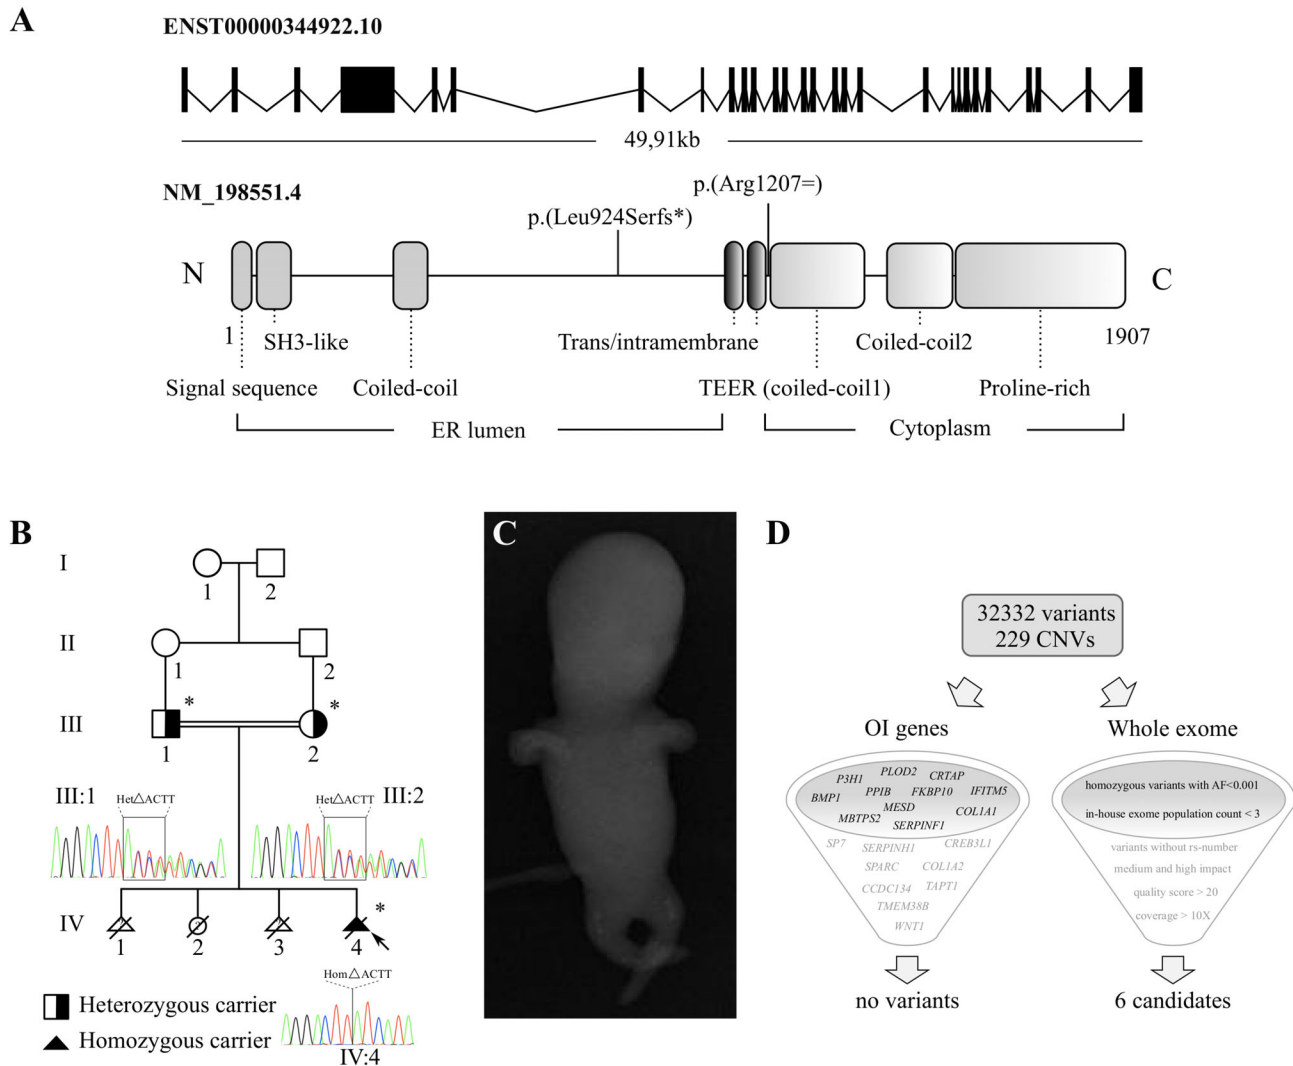 A
ENST00000344922.10
49,91kb
NM_198551.4
p.(Arg1207=)
p.(Leu924Serfs*)
N
C
1
SH3-like
Trans/intramembrane
Coiled-coil2
1907
Signal sequence
Coiled-coil
TEER (coiled-coil1)
Proline-rich
ER lumen
Cytoplasm
B
I
1
2
II
1
2
III
*
*
1
2
III:1
Het△ACTT
Het△ACTT
III:2
IV
?
?
?
*
1
2
3
4
Hom△ACTT
Heterozygous carrier
Homozygous carrier
IV:4
C
D
32332 variants
229 CNVs
OI genes
Whole exome
P3H1 PLOD2 CRTAP
BMP1 PPIB FKBP10 IFITM5
MBTPS2 MESD COL1A1
SERPINF1
SP7 SERPINH1 CREB3L1
SPARC COL1A2
CCDC134 TAPT1
TMEM38B
WNT1
homozygous variants with AF<0.001
in-house exome population count < 3
variants without rs-number
medium and high impact
quality score > 20
coverage > 10X
no variants
6 candidates